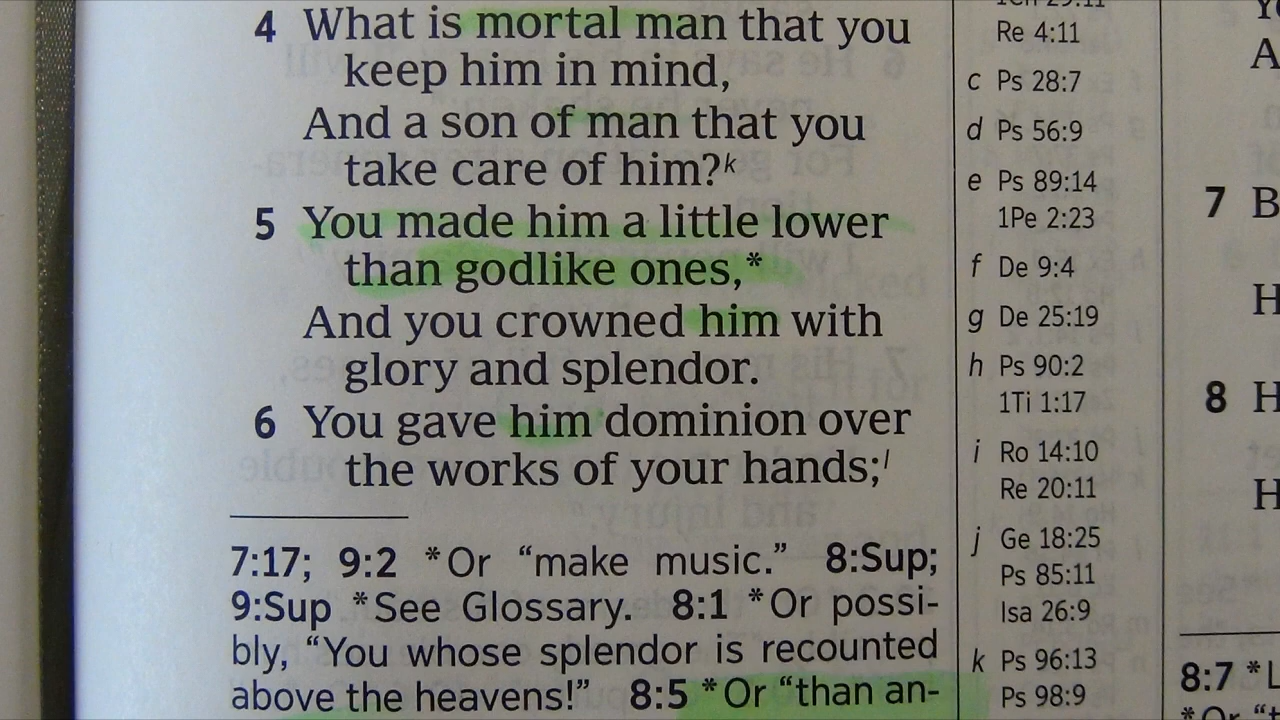 4 What is mortal man that you
keep him in mind,
And a son of man that you
take care of him?k
5 You made him a little lower
than godlike ones,*
And you crowned him with
glory and splendor.
6 You gave him dominion over
the works of your hands;l
7:17; 9:2 *Or “make music.” 8:Sup;
9:Sup *See Glossary. 8:1 *Or possi-
bly, “You whose splendor is recounted
above the heavens!” 8:5 *Or “than an-
Re 4:11
c Ps 28:7
d Ps 56:9
e Ps 89:14
1Pe 2:23
f De 9:4
g De 25:19
h Ps 90:2
1Ti 1:17
i Ro 14:10
Re 20:11
j Ge 18:25
Ps 85:11
Isa 26:9
k Ps 96:13
Ps 98:9
A
7 B
H
8 H
H
8:7 *L
*Or “t